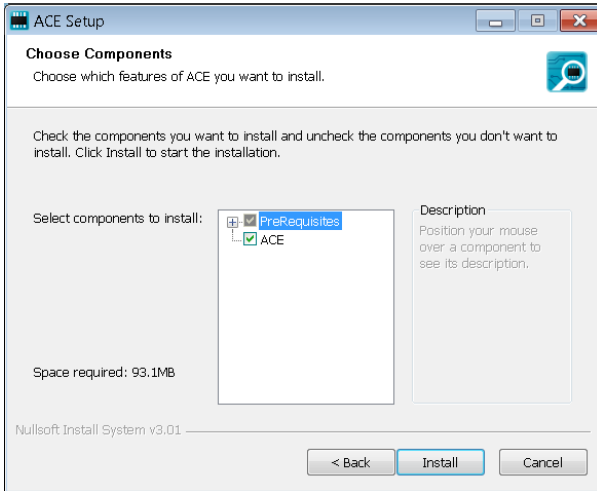 ACE Setup
Choose Components
Choose which features of ACE you want to install.
Check the components you want to install and uncheck the components you don't want to
install. Click Install to start the installation.
Select components to install:
PreRequisites
ACE
Description
Position your mouse
over a component to
see its description.
Space required: 93.1MB
Nullsoft Install System v3.01
< Back
Install
Cancel